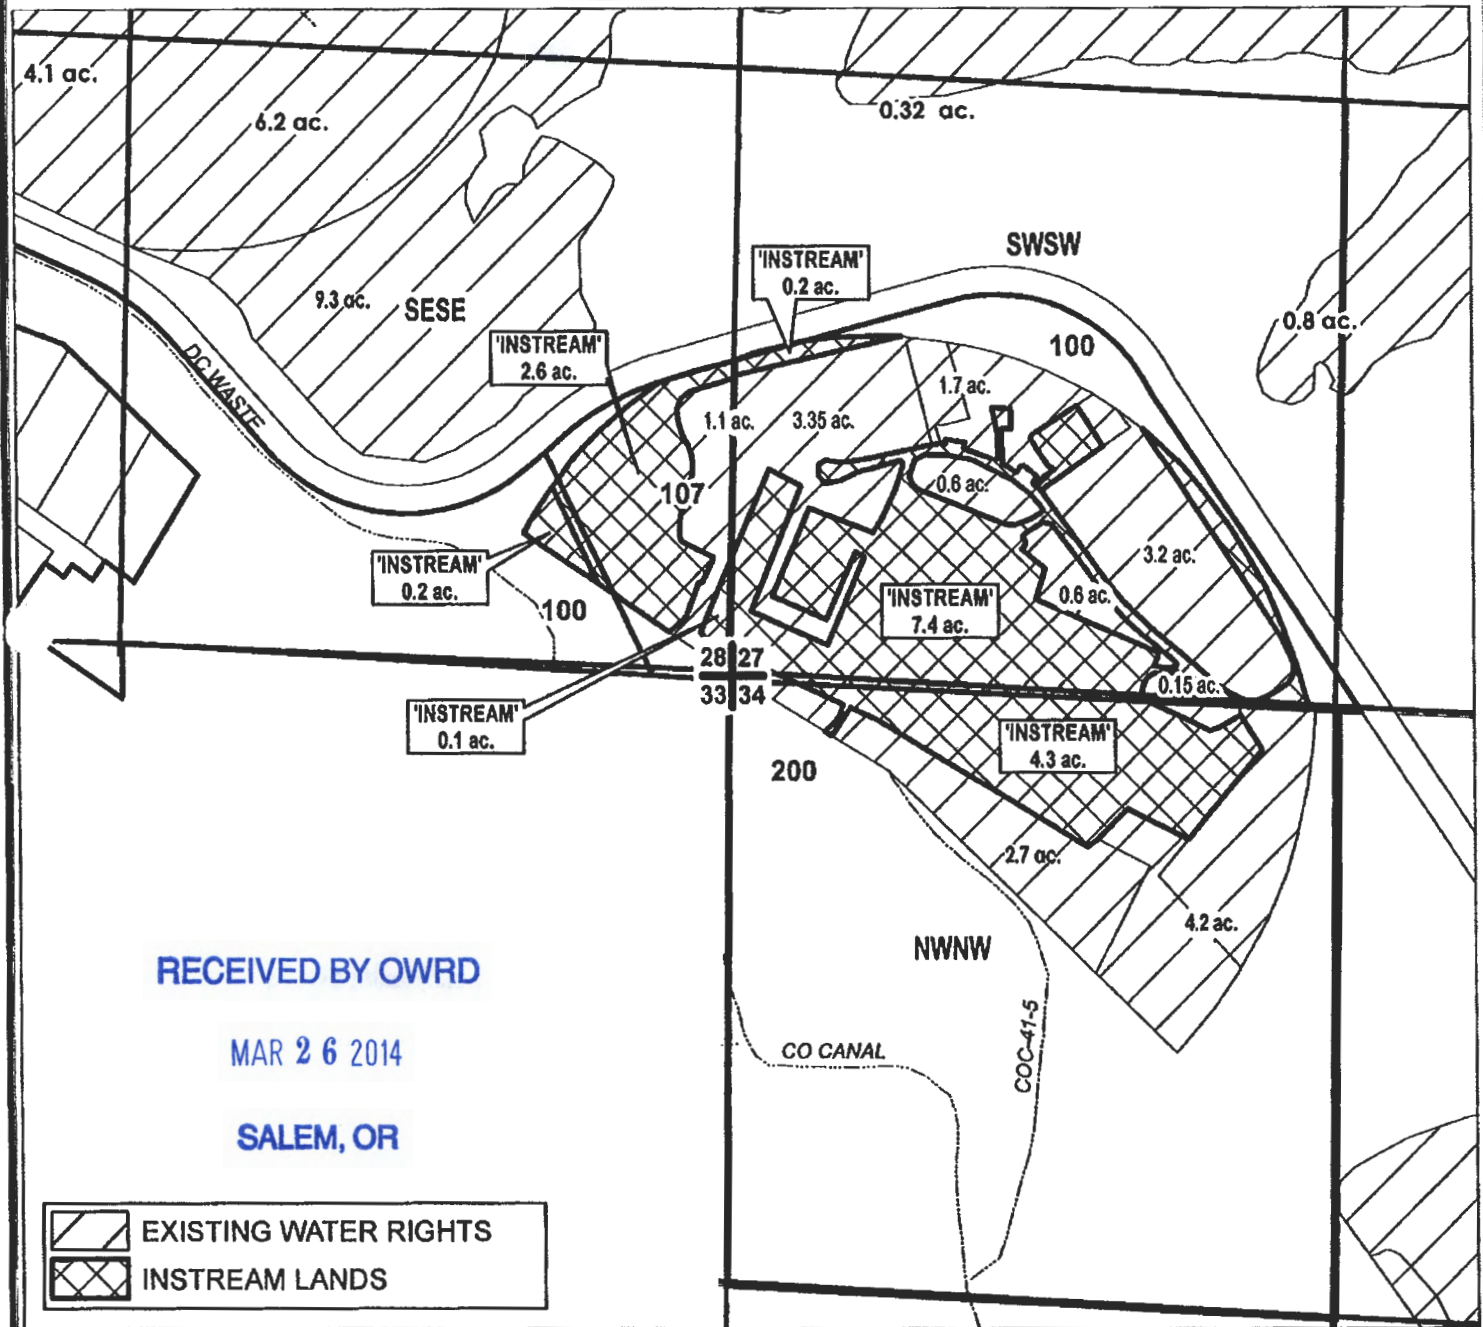 4.1 ac.
6.2 ac.
0.32 ac.
SWSW
'INSTREAM'
0.2 ac.
9.3 ac.
SESE
0.8 ac.
'INSTREAM'
2.6 ac.
100
DC WASTE
1.7 ac.
1.1 ac.
3.35 ac.
107
0.6 ac.
3.2 ac.
'INSTREAM'
0.2 ac.
100
'INSTREAM'
7.4 ac.
0.6 ac.
28 27
33 34
0.15 ac.
'INSTREAM'
0.1 ac.
'INSTREAM'
4.3 ac.
200
2.7 ac.
4.2 ac.
NWNW
RECEIVED BY OWRD
MAR 26 2014
SALEM, OR
CO CANAL
COC-41-5
EXISTING WATER RIGHTS
INSTREAM LANDS